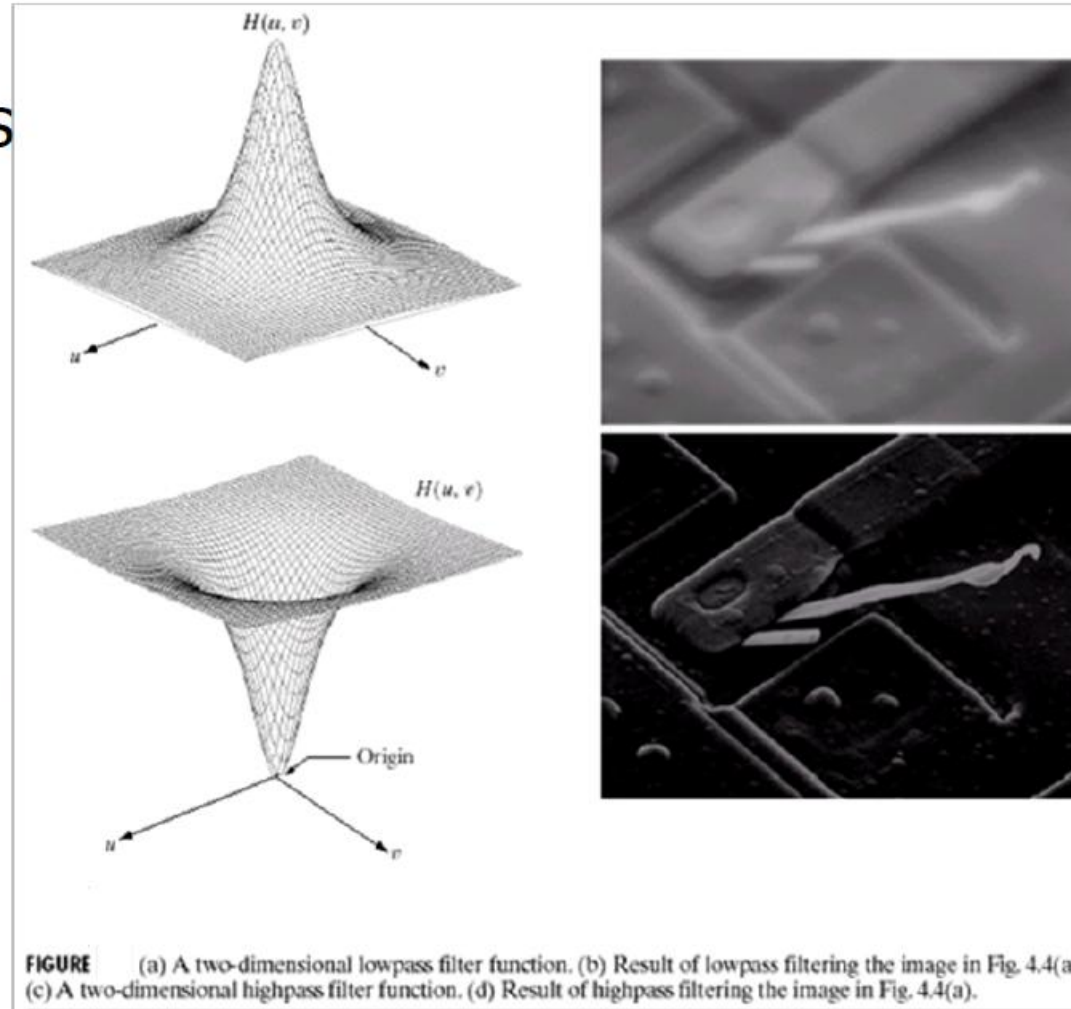 H(u, v)
s
u
v
H(u, v)
Origin
u
v
FIGURE (a) A two-dimensional lowpass filter function. (b) Result of lowpass filtering the image in Fig. 4.4(a
(c) A two-dimensional highpass filter function. (d) Result of highpass filtering the image in Fig. 4.4(a).